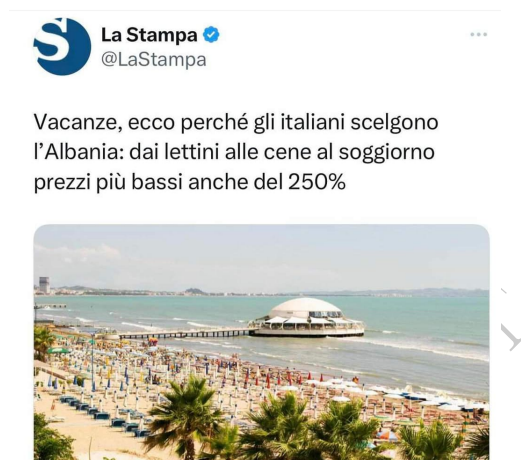 La Stampa
@LaStampa
Vacanze, ecco perché gli italiani scelgono
l’Albania: dai lettini alle cene al soggiorno
prezzi più bassi anche del 250%